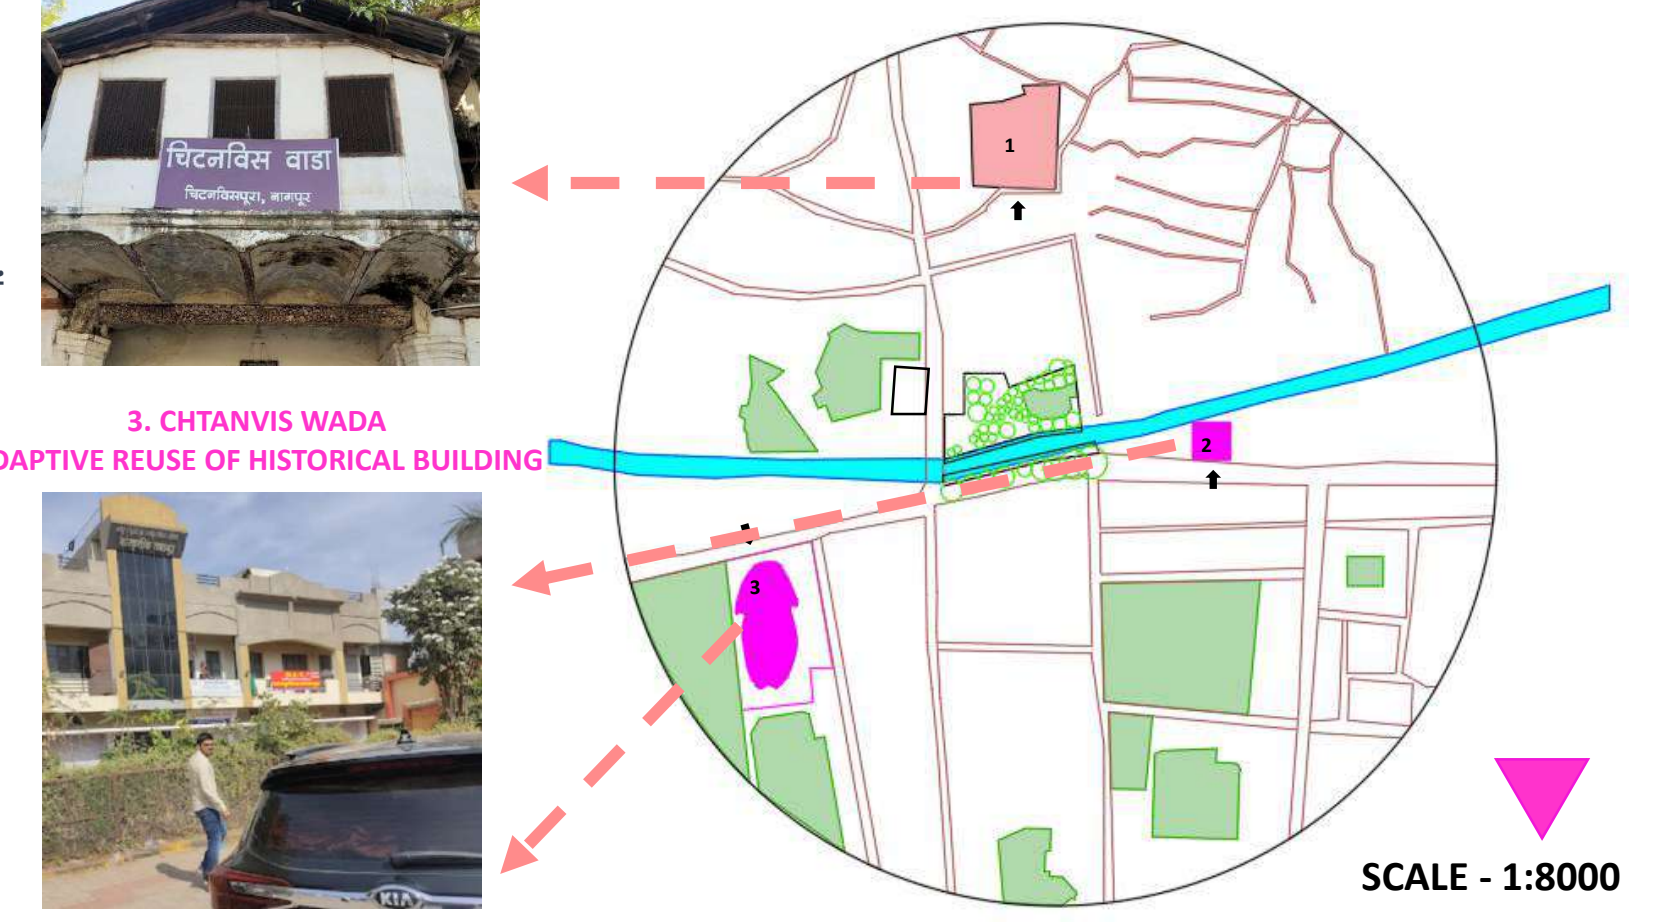 चिटनविस वाडा
चिटनविसपूरा, नागपूर
3. CHTANVIS WADA
DAPTIVE REUSE OF HISTORICAL BUILDING
KIA
1
2
3
SCALE - 1:8000